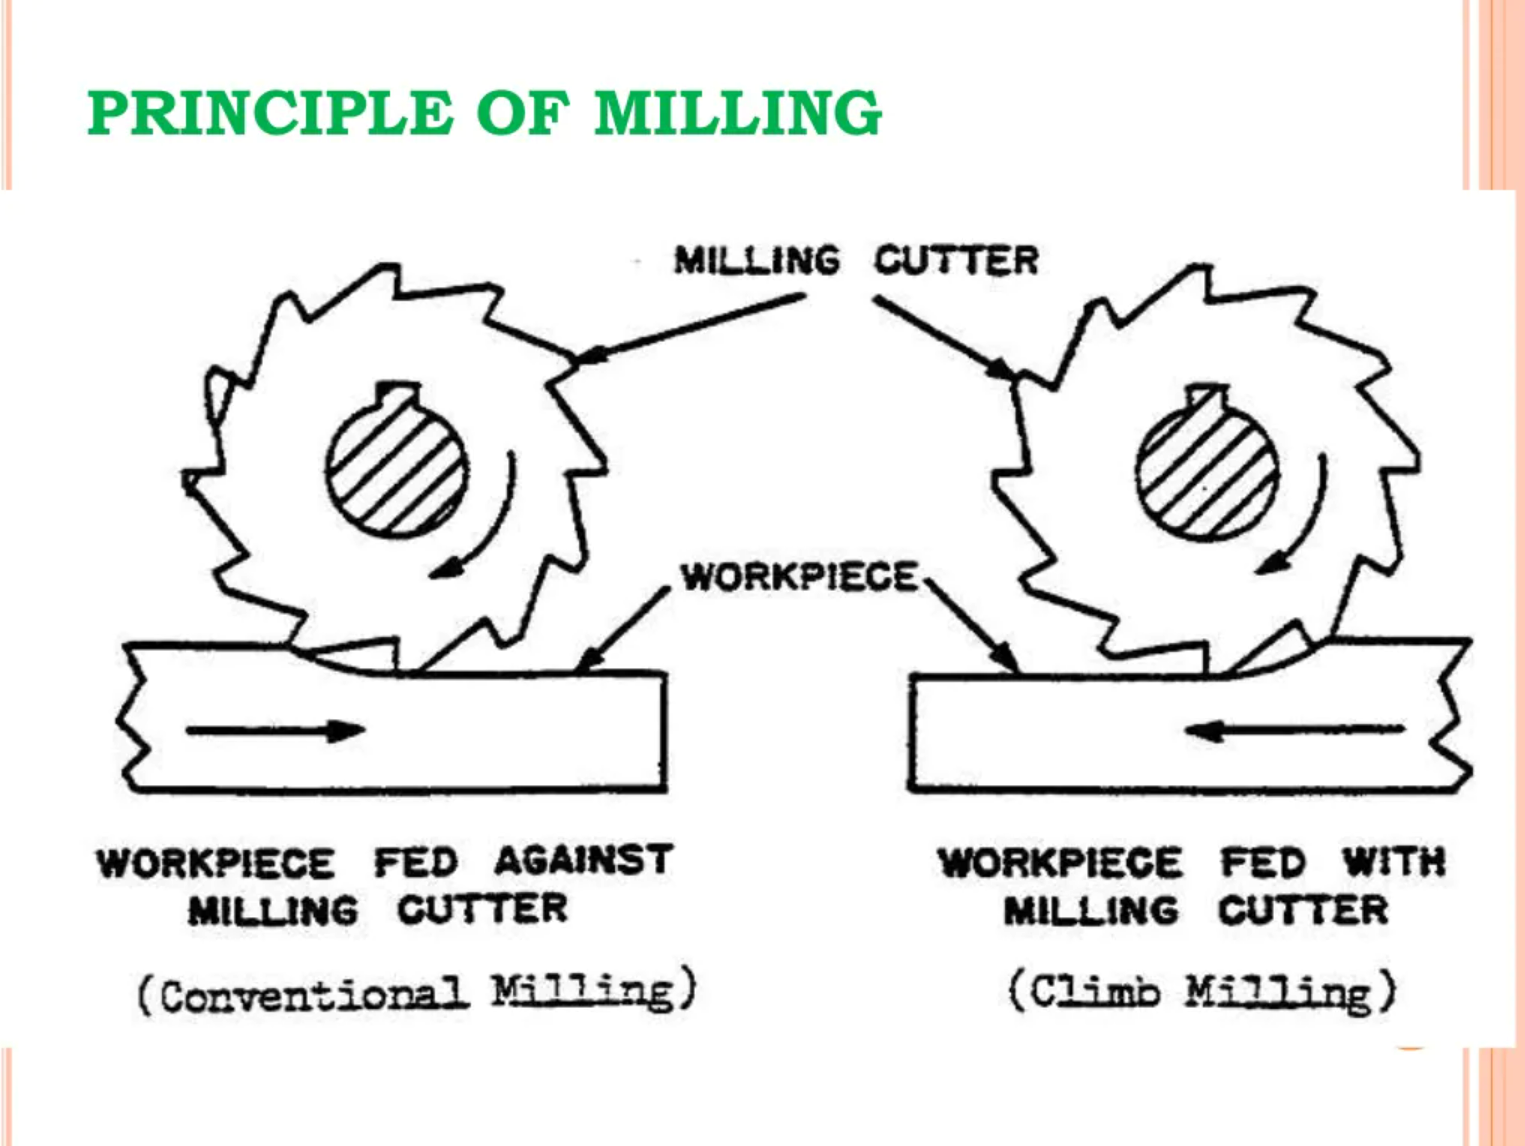 PRINCIPLE OF MILLING
MILLING CUTTER
WORKPIECE
WORKPIECE FED AGAINST
MILLING CUTTER
(Conventional Milling)
WORKPIECE FED WITH
MILLING CUTTER
(Climb Milling)